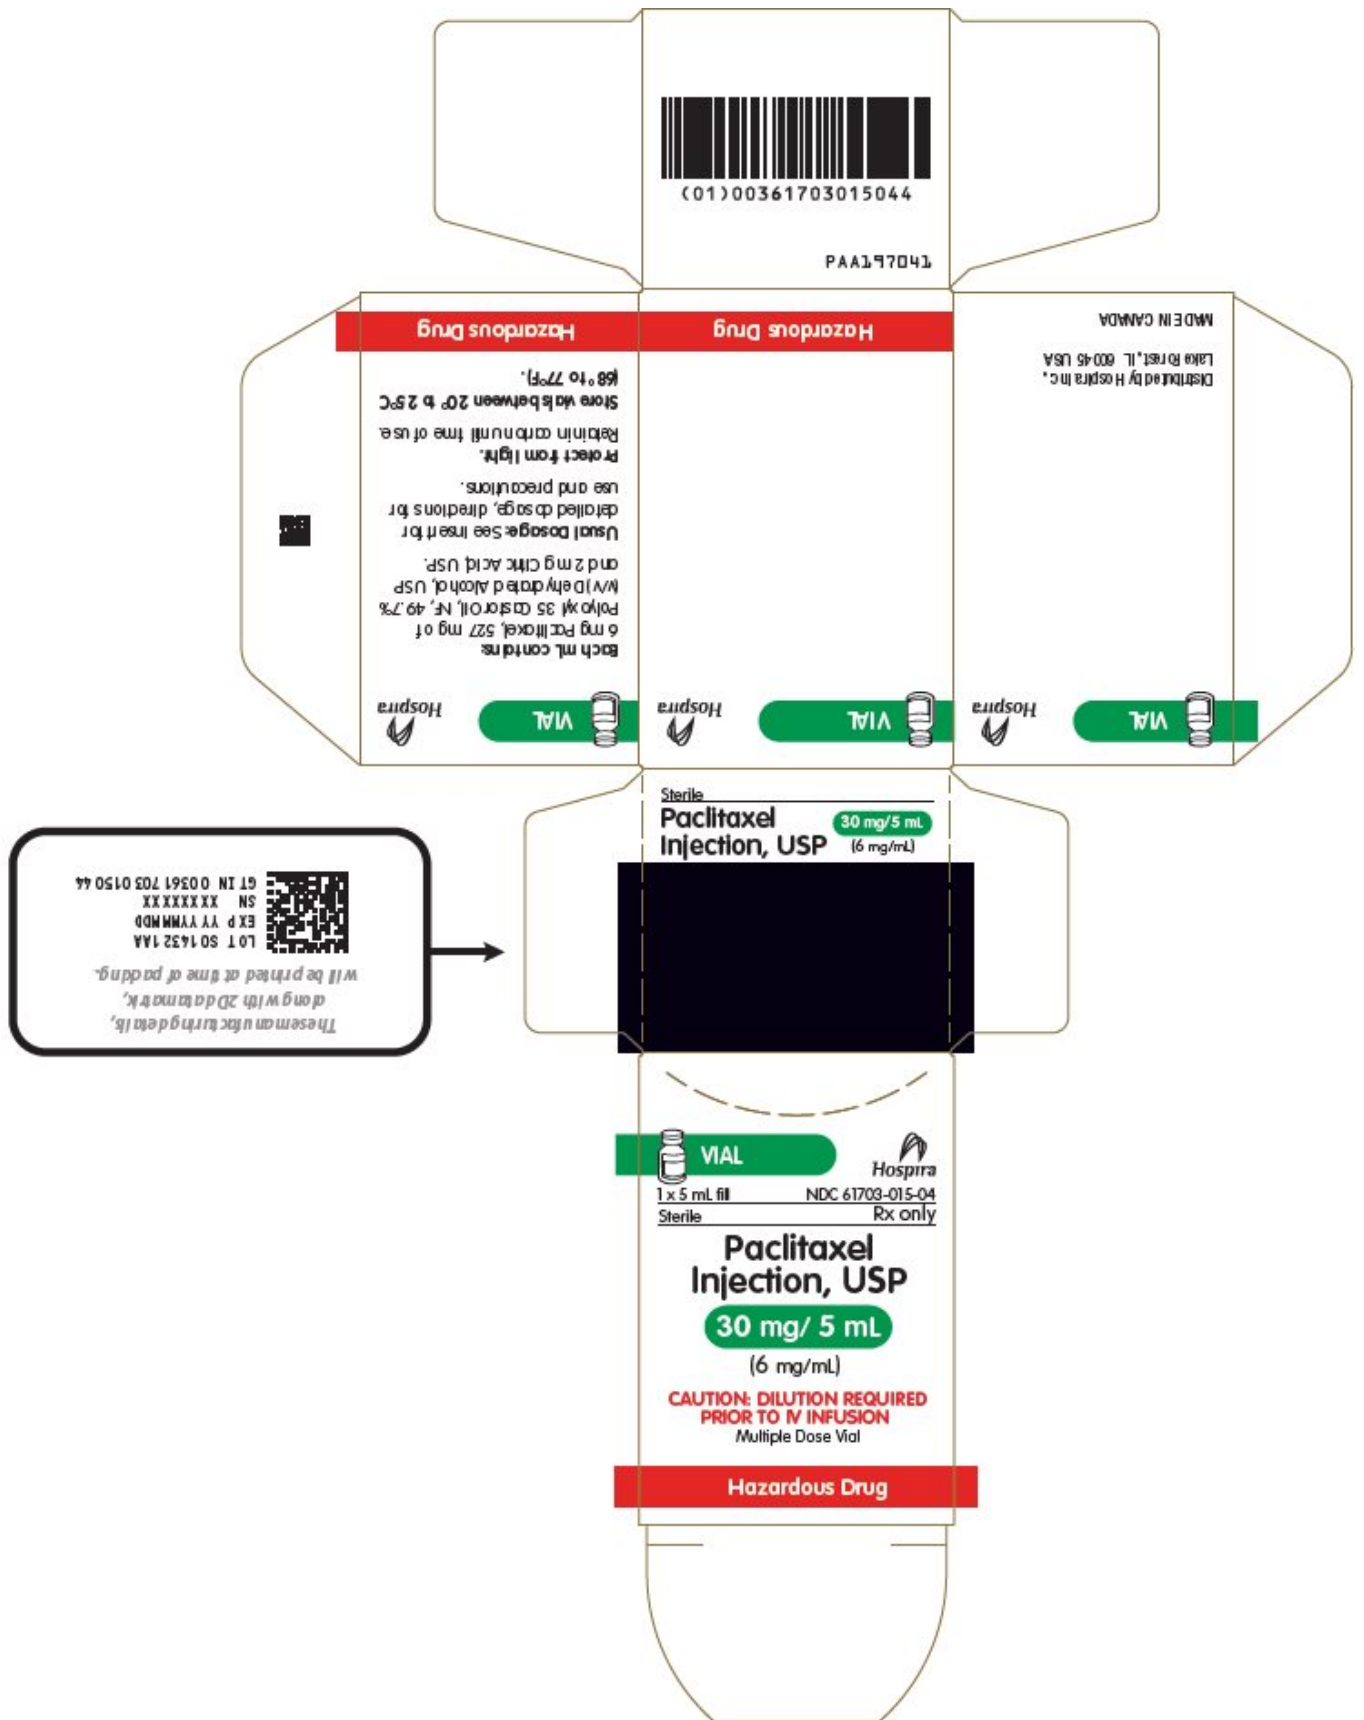 (01)00361703015044
PAA197041
Hazardous Drug
Hazardous Drug
MADE IN CANADA
Distributed by Hospira Inc.,
Lake Forest, IL 60045 USA
VIAL
Hospira
Each mL contains:
6 mg Paclitaxel, 527 mg of
Polyoxyl 35 Castor Oil, NF, 49.7%
(v/v) Dehydrated Alcohol, USP
and 2 mg Citric Acid, USP.
Usual Dosage: See insert for
detailed dosage, directions for
use and precautions.
Protect from light.
Retain in carton until time of use.
Store vials between 20° to 25°C
(68° to 77°F).
VIAL
Hospira
VIAL
Hospira
Sterile
Paclitaxel
Injection, USP
30 mg/5 mL
(6 mg/mL)
These manufacturing details,
along with 2D datamatrix,
will be printed at time of packing.
LOT S014321AA
EXP YYMMMDD
SN XXXXXXXX
GTIN 00361703015044
VIAL
Hospira
1 x 5 mL fill
NDC 61703-015-04
Sterile
Rx only
Paclitaxel
Injection, USP
30 mg/ 5 mL
(6 mg/mL)
CAUTION: DILUTION REQUIRED
PRIOR TO IV INFUSION
Multiple Dose Vial
Hazardous Drug